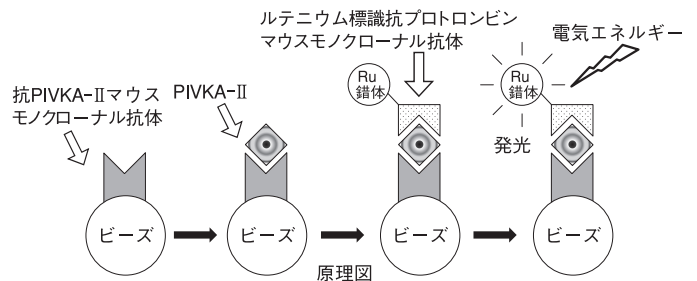 ルテニウム標識抗プロトロンビン
マウスモノクローナル抗体
電気エネルギー
抗PIVKA-IIマウス
モノクローナル抗体
PIVKA-II
Ru
錯体
Ru
錯体
発光
ビーズ
ビーズ
ビーズ
ビーズ
原理図